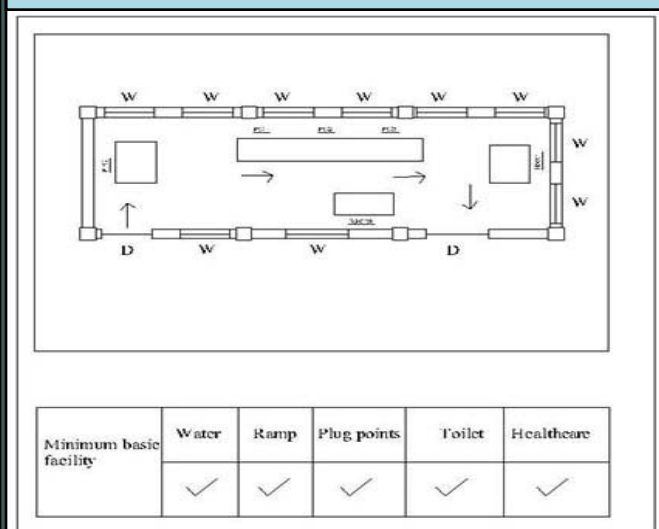 W W W W W W
W
W
D W W D
Minimum basic
facility
Water Ramp Plug points Toilet Healthcare